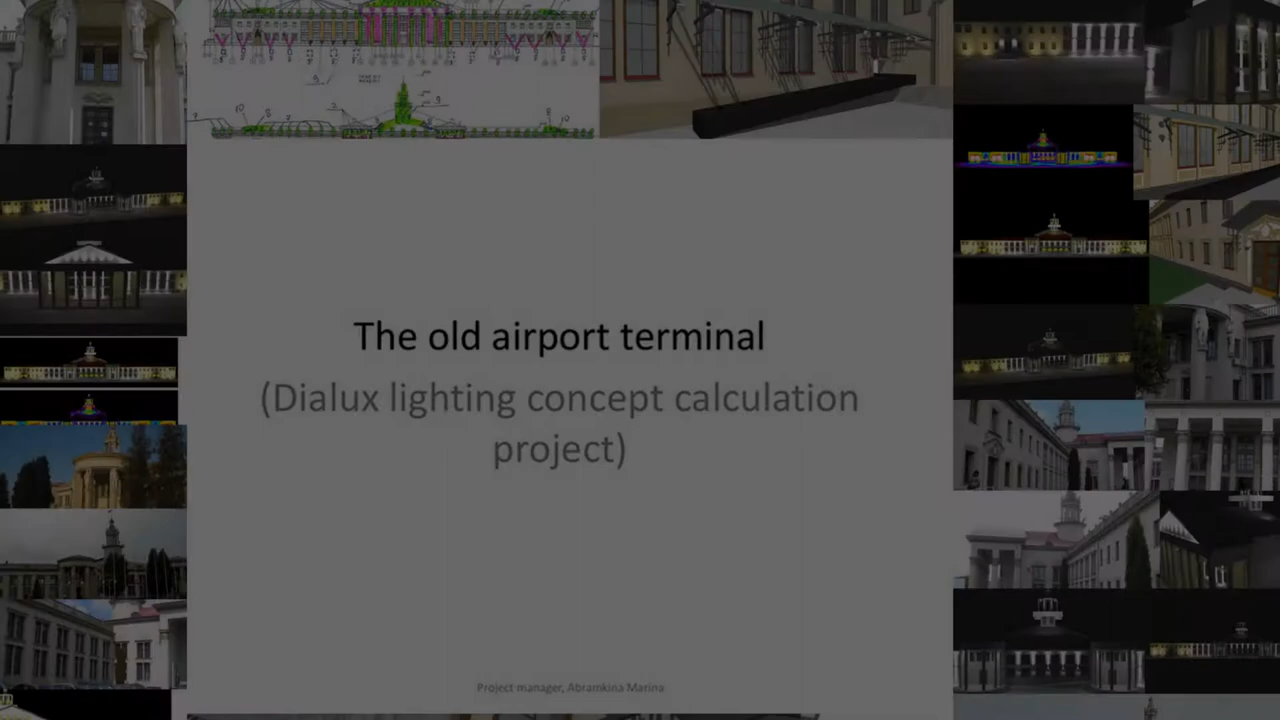 The old airport terminal
(Dialux lighting concept calculation
project)
Project manager, Abramkina Marina